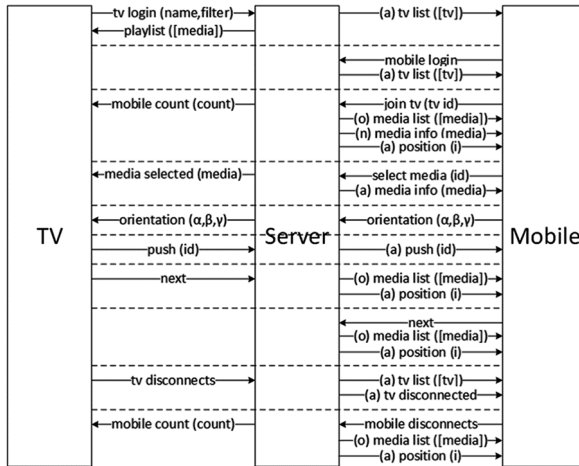 tv login (name,filter) (a) tv list ([tv])
playlist ([media])
mobile login
(a) tv list ([tv])
mobile count (count) join tv (tv id)
(o) media list ([media])
(n) media info (media)
(a) position (i)
media selected (media) select media (id)
(a) media info (media)
orientation (α,β,γ) orientation (α,β,γ)
TV Server Mobile
push (id) (a) push (id)
next (o) media list ([media])
(a) position (i)
next
(o) media list ([media])
(a) position (i)
tv disconnects (a) tv list ([tv])
(a) tv disconnected
mobile count (count) mobile disconnects
(o) media list ([media])
(a) position (i)